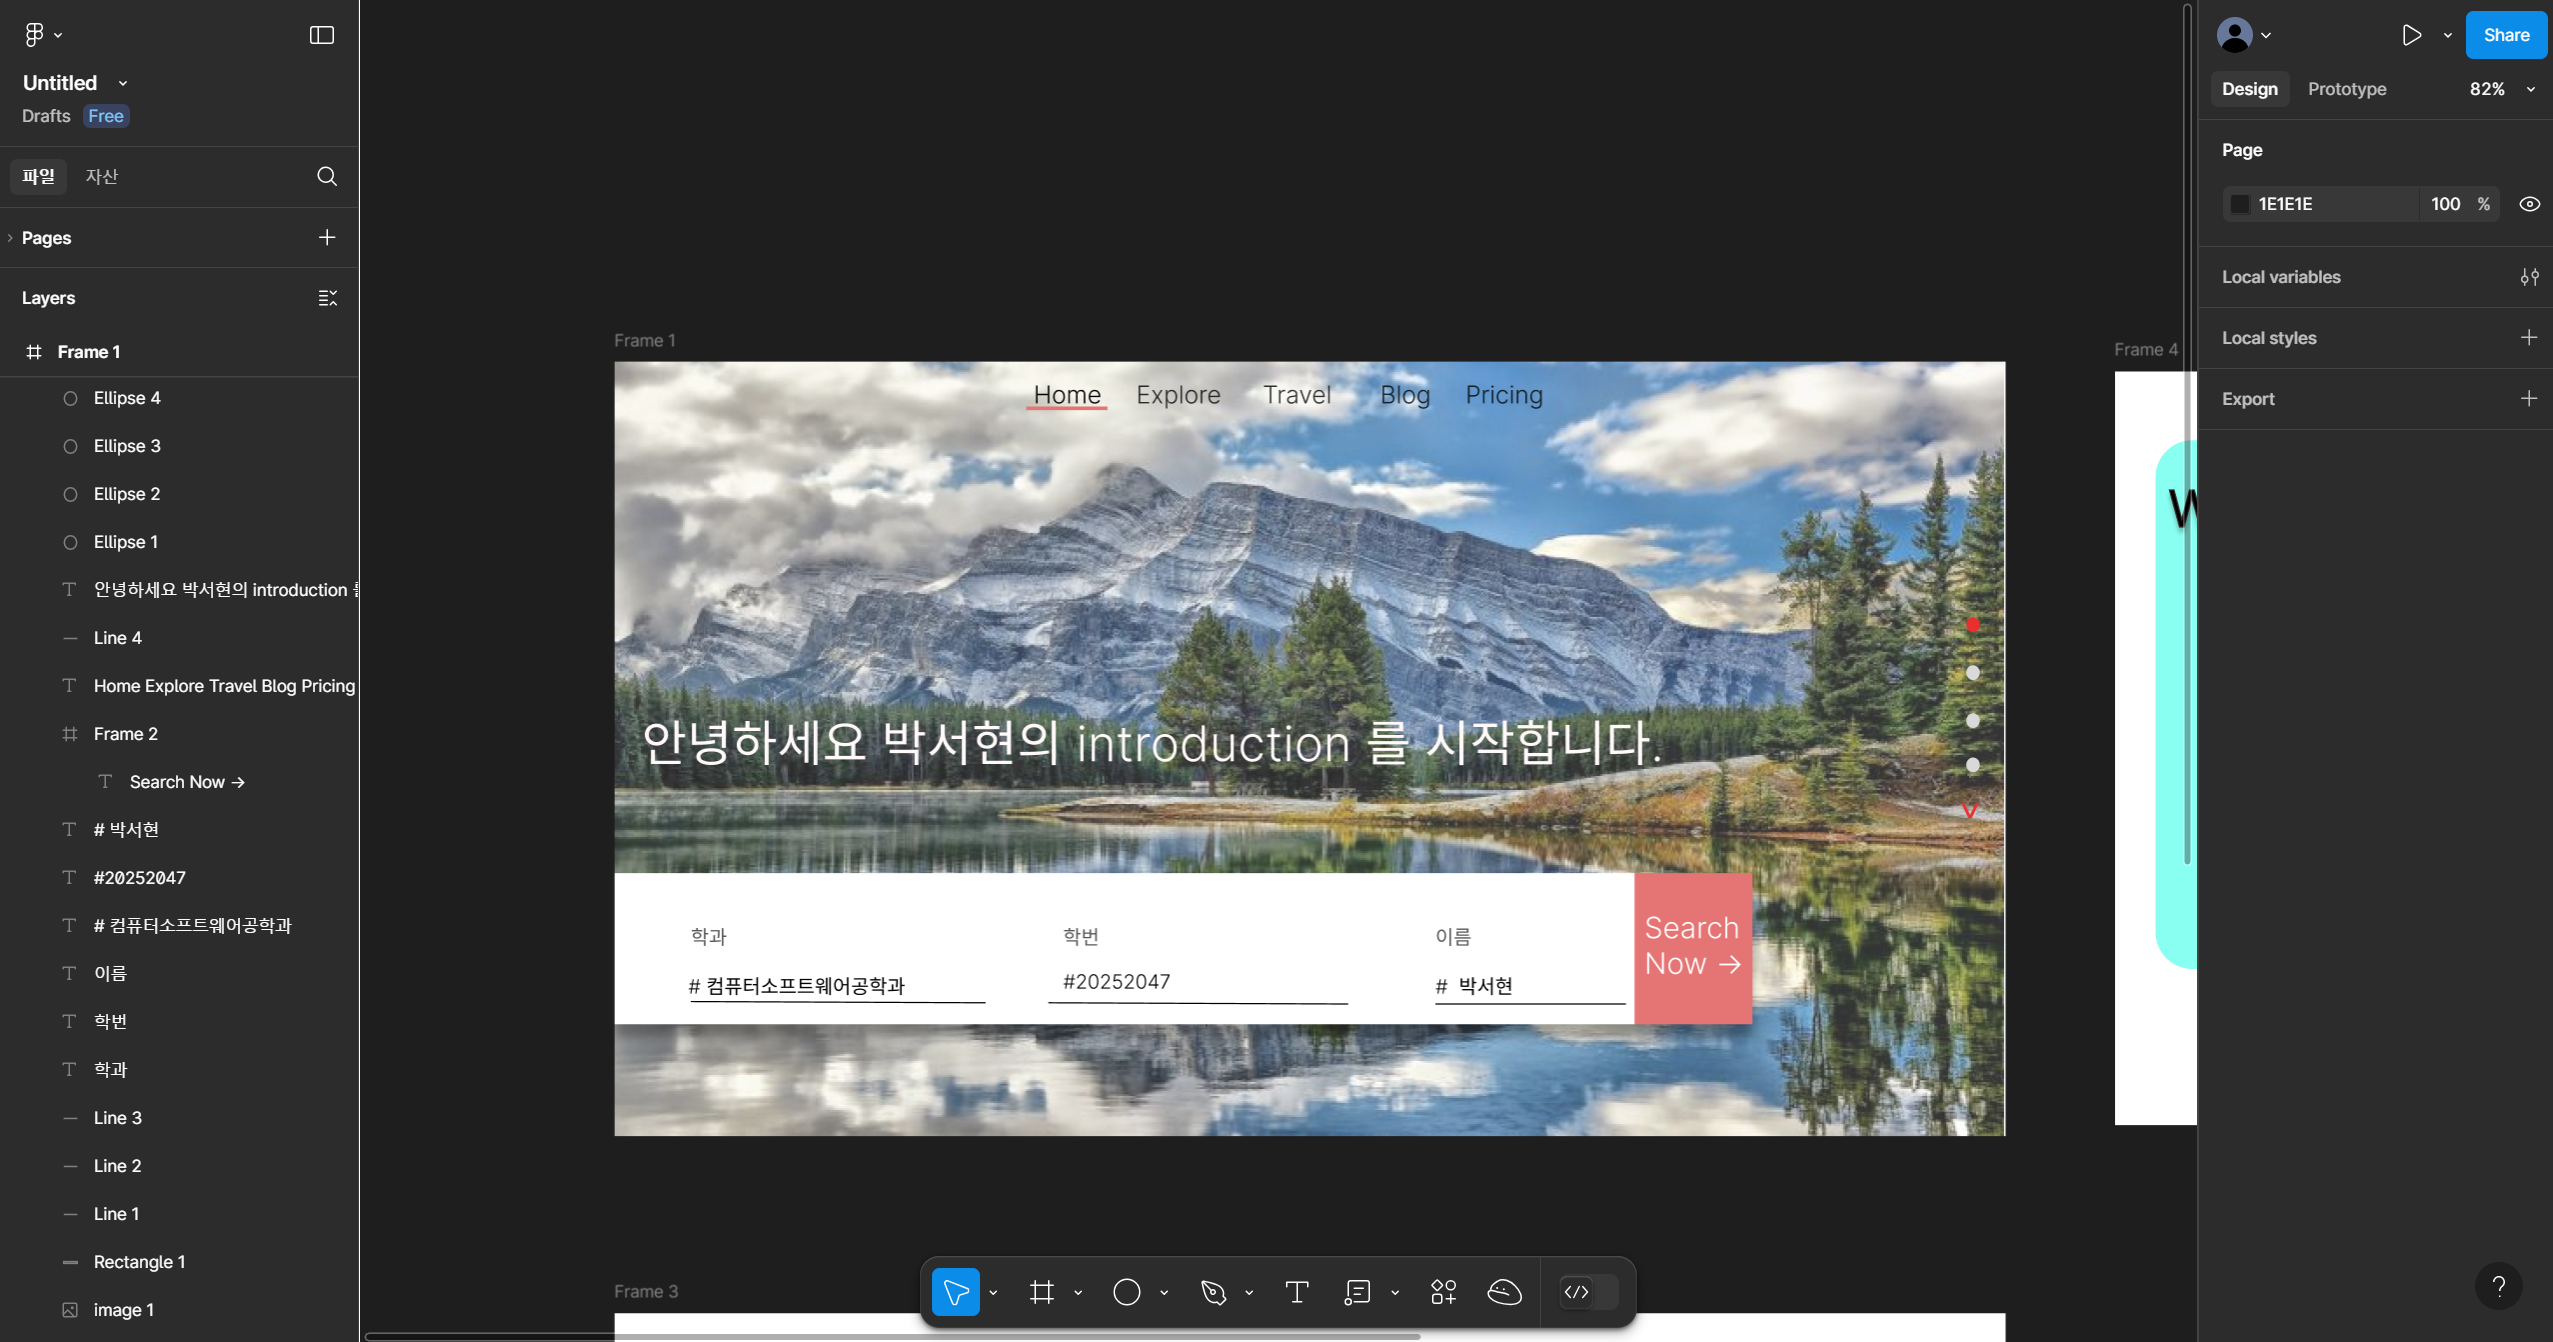 Untitled
Drafts Free
파일 자산
Pages
Layers
Frame 1
Ellipse 4
Ellipse 3
Ellipse 2
Ellipse 1
안녕하세요 박서현의 introduction
Line 4
Home Explore Travel Blog Pricing
Frame 2
Search Now →
# 박서현
#20252047
# 컴퓨터소프트웨어공학과
이름
학번
학과
Line 3
Line 2
Line 1
Rectangle 1
image 1
Frame 1
Home Explore Travel Blog Pricing
안녕하세요 박서현의 introduction 를 시작합니다.
V
학과 학번 이름
# 컴퓨터소프트웨어공학과 #20252047 # 박서현
Search
Now →
Frame 4
W
Frame 3
Share
Design Prototype 82%
Page
1E1E1E 100 %
Local variables
Local styles
Export
?